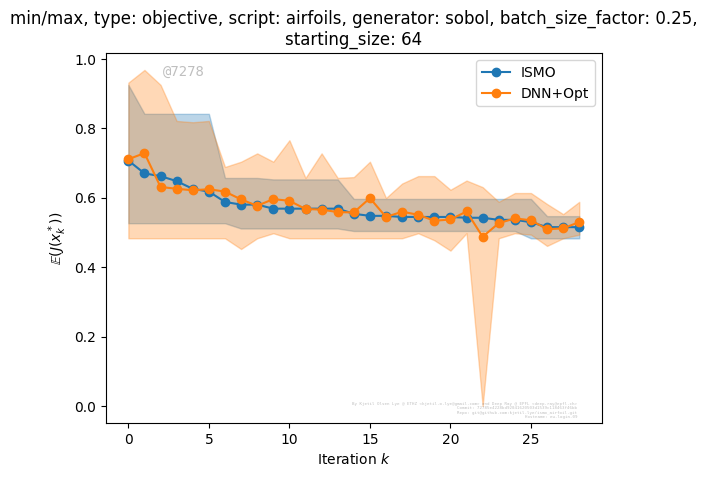 min/max, type: objective, script: airfoils, generator: sobol, batch_size_factor: 0.25,
starting_size: 64
@7278
ISMO
DNN+Opt
1.0
0.8
0.6
0.4
0.2
0.0
𝔼(J(x*ₖ))
0 5 10 15 20 25
Iteration k